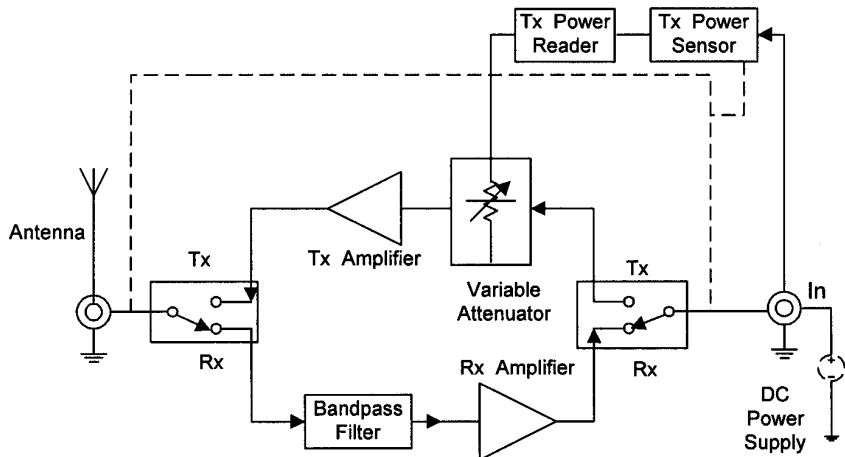 Tx Power
Reader
Tx Power
Sensor
Antenna
Tx Amplifier
Tx
Rx
Variable
Attenuator
Tx
Rx
In
Bandpass
Filter
Rx Amplifier
DC
Power
Supply